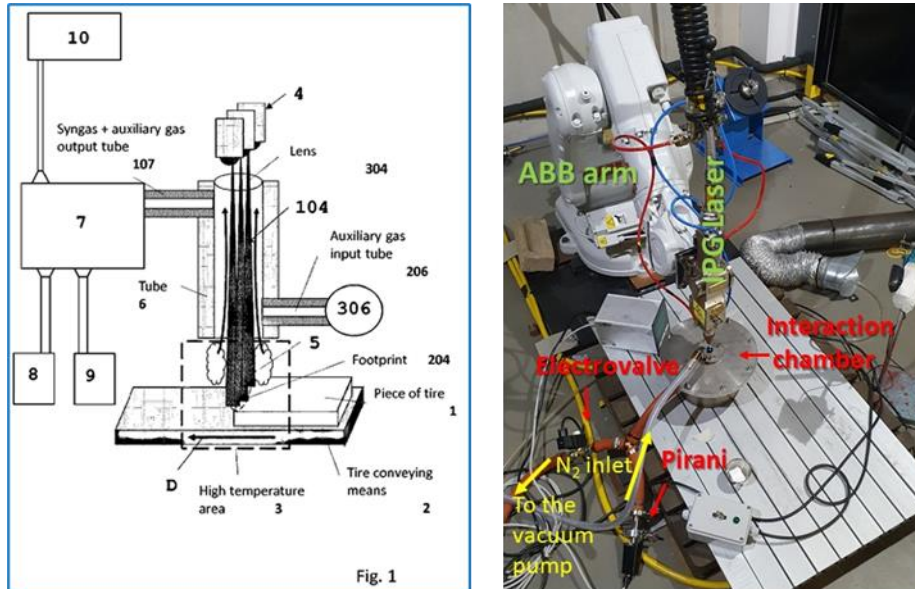 10
4
Syngas + auxiliary gas
output tube
107
Lens
304
7
104
Auxiliary gas
input tube
206
Tube
6
306
5
Footprint
204
8
9
Piece of tire
1
D
High temperature
area
3
Tire conveying
means
2
Fig. 1
ABB arm
IPG Laser
Interaction
chamber
Electrovalve
N₂ inlet
Pirani
To the
vacuum
pump